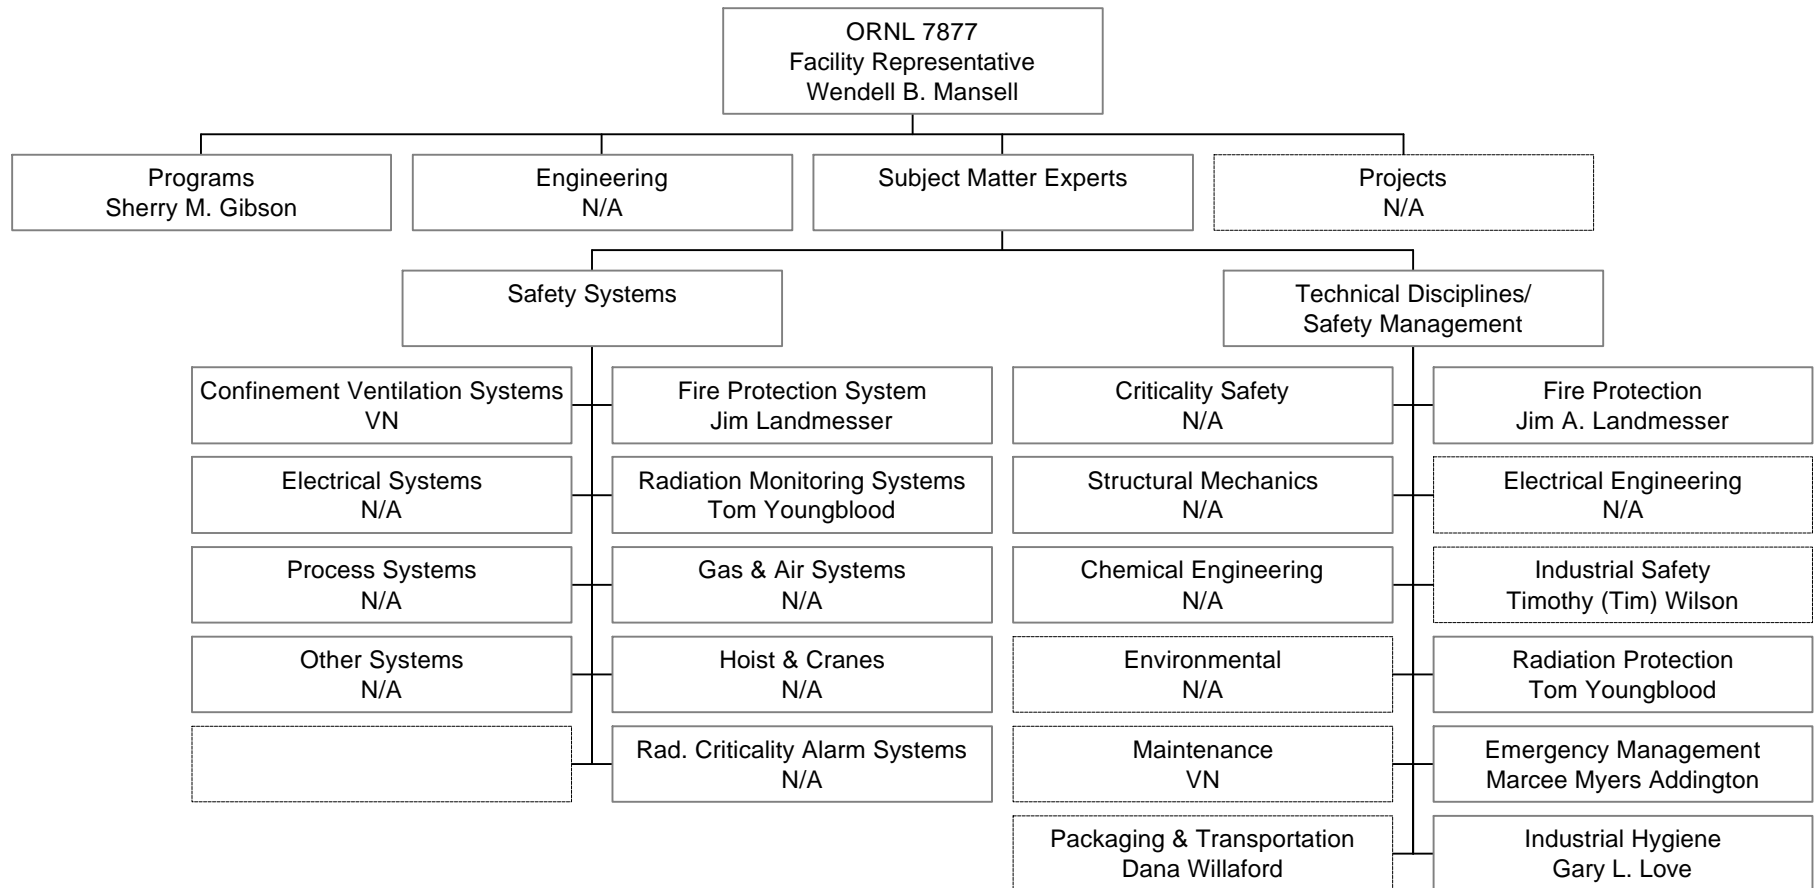 ORNL 7877
Facility Representative
Wendell B. Mansell
Programs
Sherry M. Gibson
Engineering
N/A
Subject Matter Experts
Projects
N/A
Safety Systems
Technical Disciplines/
Safety Management
Confinement Ventilation Systems
VN
Fire Protection System
Jim Landmesser
Criticality Safety
N/A
Fire Protection
Jim A. Landmesser
Electrical Systems
N/A
Radiation Monitoring Systems
Tom Youngblood
Structural Mechanics
N/A
Electrical Engineering
N/A
Process Systems
N/A
Gas & Air Systems
N/A
Chemical Engineering
N/A
Industrial Safety
Timothy (Tim) Wilson
Other Systems
N/A
Hoist & Cranes
N/A
Environmental
N/A
Radiation Protection
Tom Youngblood
Rad. Criticality Alarm Systems
N/A
Maintenance
VN
Emergency Management
Marcee Myers Addington
Packaging & Transportation
Dana Willaford
Industrial Hygiene
Gary L. Love